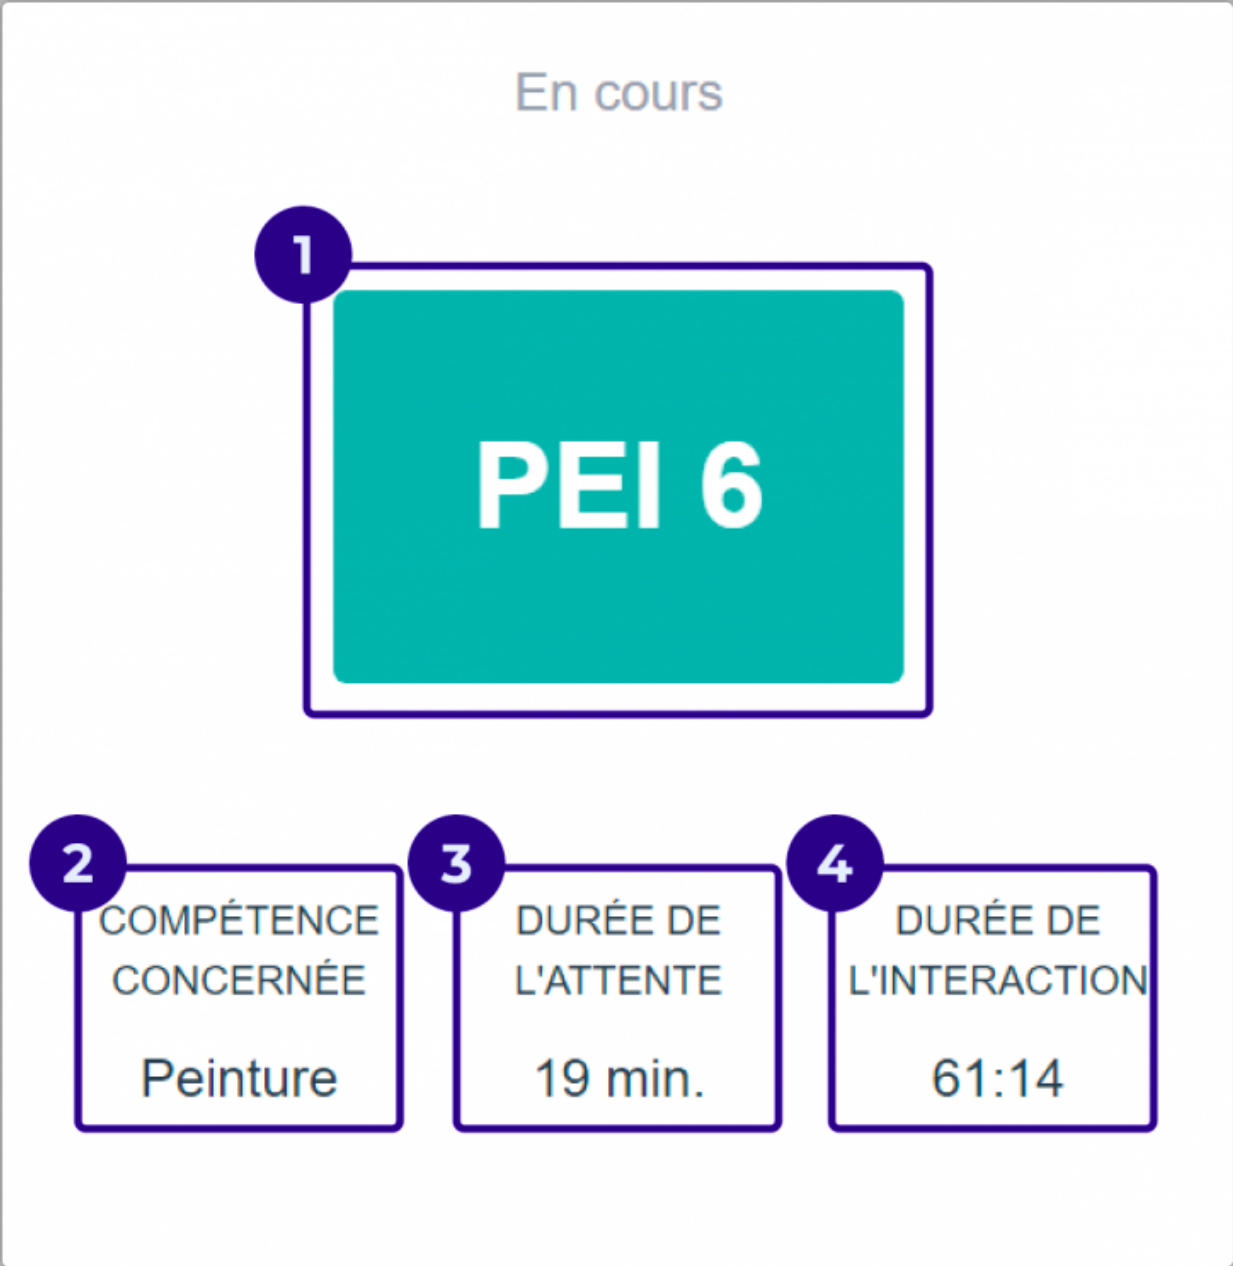 En cours
1
PEI 6
2
COMPÉTENCE
CONCERNÉE
Peinture
3
DURÉE DE
L'ATTENTE
19 min.
4
DURÉE DE
L'INTERACTION
61:14